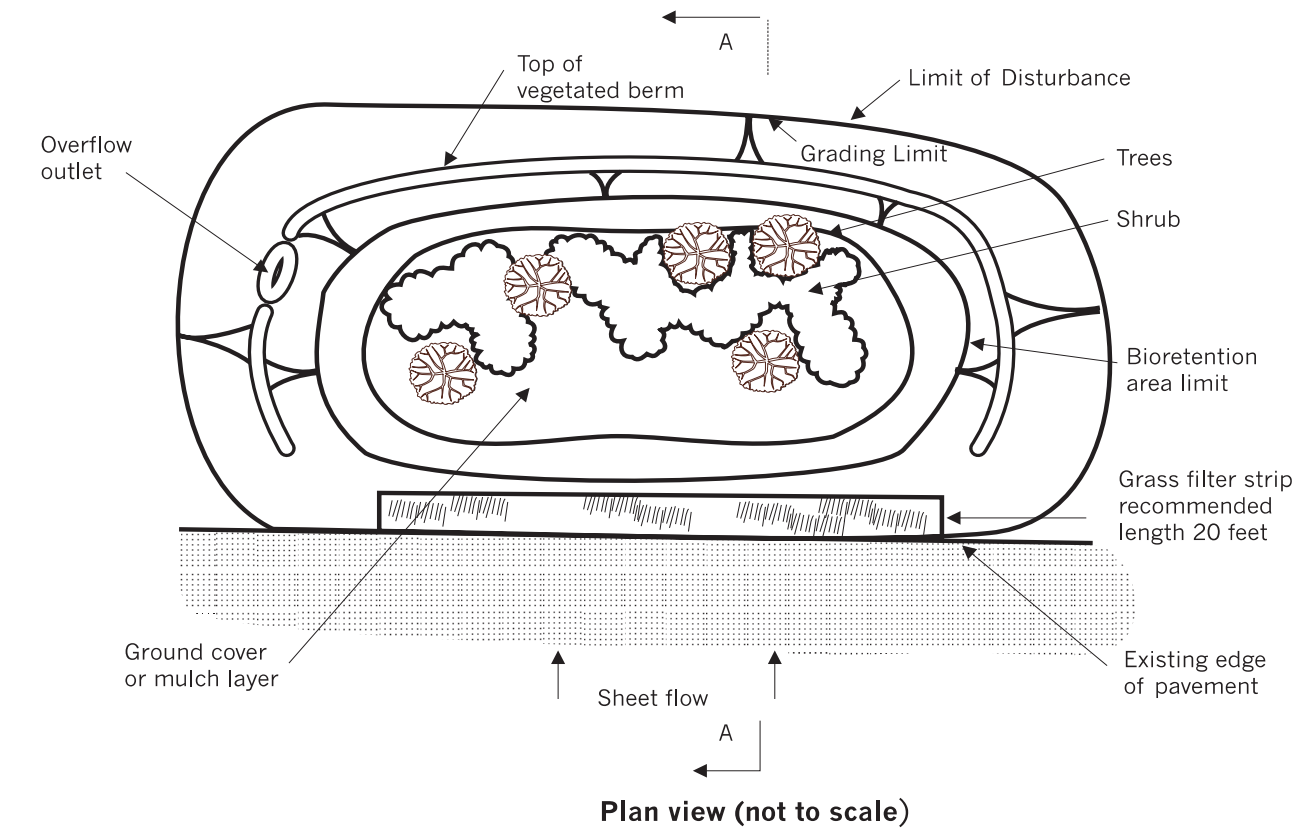 A
Top of
vegetated berm
Limit of Disturbance
Overflow
outlet
Grading Limit
Trees
Shrub
Bioretention
area limit
Grass filter strip
recommended
length 20 feet
Ground cover
or mulch layer
Existing edge
of pavement
Sheet flow
A
Plan view (not to scale)